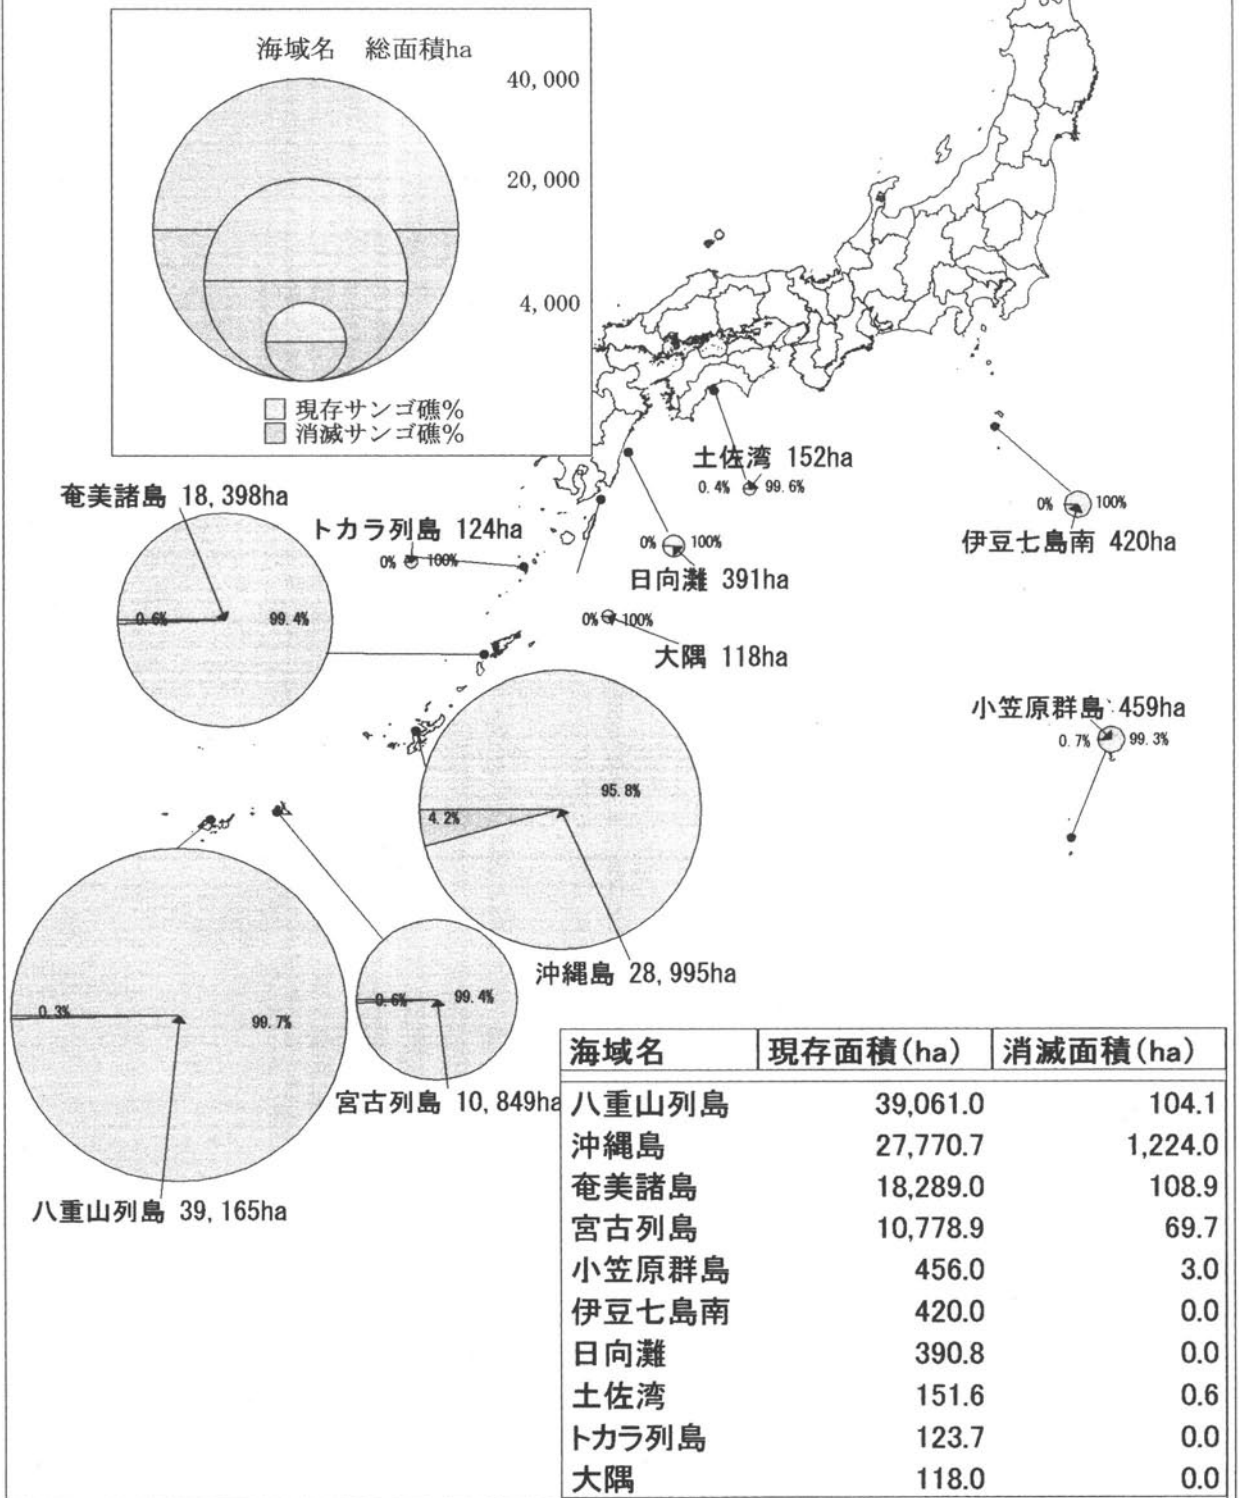 海域名　総面積ha
40,000
20,000
4,000
現存サンゴ礁%
消滅サンゴ礁%
土佐湾 152ha
0.4% 99.6%
奄美諸島 18,398ha
0.6% 99.4%
トカラ列島 124ha
0% 100%
0% 100%
日向灘 391ha
0% 100%
伊豆七島南 420ha
0% 100%
大隅 118ha
小笠原群島 459ha
0.7% 99.3%
95.8%
4.2%
沖縄島 28,995ha
0.6% 99.4%
宮古列島 10,849ha
0.3% 99.7%
八重山列島 39,165ha
海域名 現存面積(ha) 消滅面積(ha)
八重山列島 39,061.0 104.1
沖縄島 27,770.7 1,224.0
奄美諸島 18,289.0 108.9
宮古列島 10,778.9 69.7
小笠原群島 456.0 3.0
伊豆七島南 420.0 0.0
日向灘 390.8 0.0
土佐湾 151.6 0.6
トカラ列島 123.7 0.0
大隅 118.0 0.0